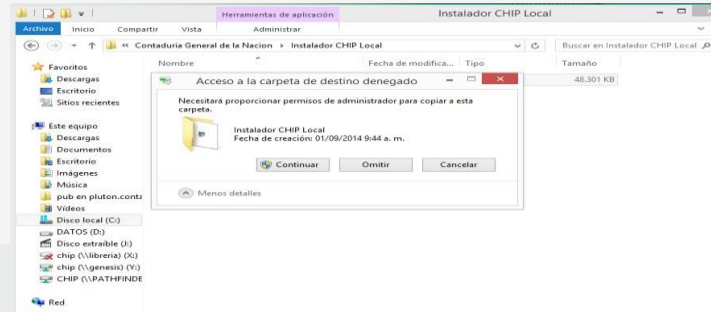 Herramientas de aplicación
Instalador CHIP Local
Archivo Inicio Compartir Vista Administrar
« Contaduria General de la Nacion Instalador CHIP Local
Buscar en Instalador CHIP Local
Favoritos
Descargas
Escritorio
Sitios recientes
Este equipo
Descargas
Documentos
Escritorio
Imágenes
Música
pub en pluton.conta
Vídeos
Disco local (C:)
DATOS (D:)
Disco extraíble (J:)
chip (\\libreria) (X:)
chip (\\genesis) (Y:)
CHIP (\\PATHFINDE
Red
Nombre Fecha de modifica... Tipo Tamaño
48.301 KB
Acceso a la carpeta de destino denegado
Necesitará proporcionar permisos de administrador para copiar a esta
carpeta.
Instalador CHIP Local
Fecha de creación: 01/09/2014 9:44 a. m.
Continuar Omitir Cancelar
Menos detalles